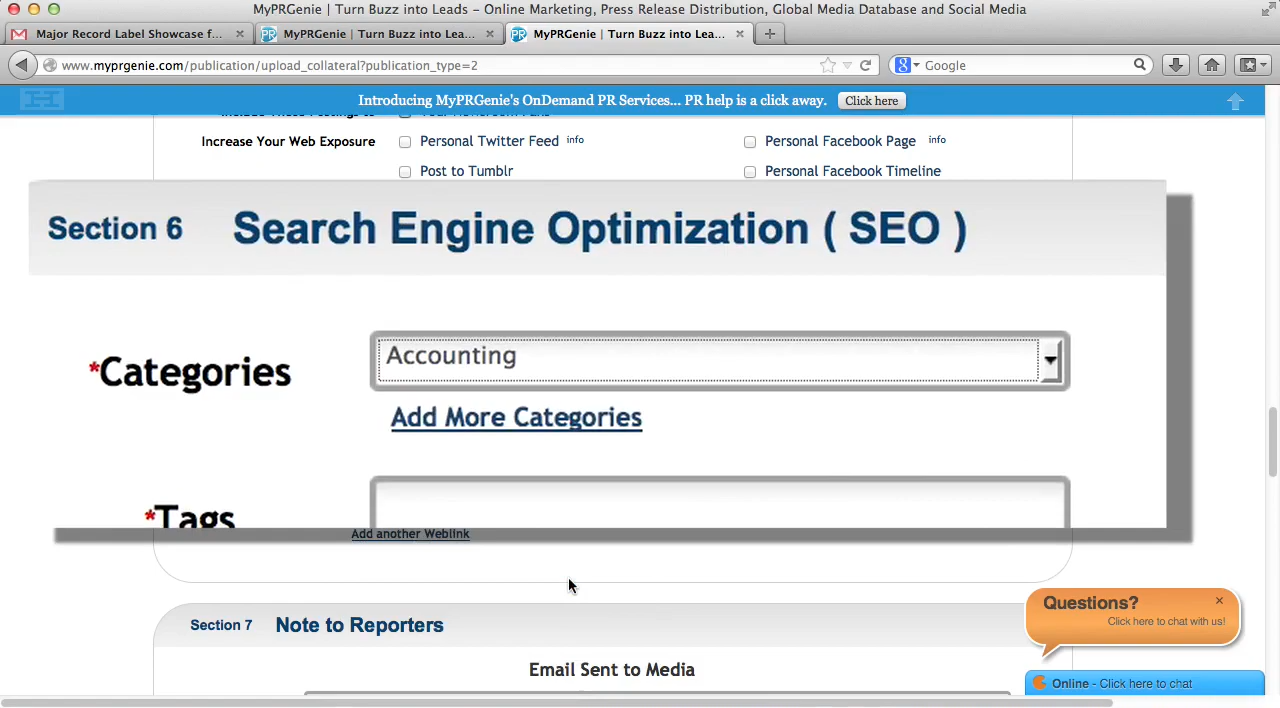 MyPRGenie | Turn Buzz into Leads – Online Marketing, Press Release Distribution, Global Media Database and Social Media
Major Record Label Showcase f... × MyPRGenie | Turn Buzz into Lea... × MyPRGenie | Turn Buzz into Lea... ×
www.myprgenie.com/publication/upload_collateral?publication_type=2 Google
Introducing MyPRGenie's OnDemand PR Services... PR help is a click away. Click here
Increase Your Web Exposure Personal Twitter Feed info Personal Facebook Page info
Post to Tumblr Personal Facebook Timeline
Section 6 Search Engine Optimization ( SEO )
*Categories Accounting
Add More Categories
*Tags
Add another Weblink
Section 7 Note to Reporters
Email Sent to Media
Questions? ×
Click here to chat with us!
Online - Click here to chat